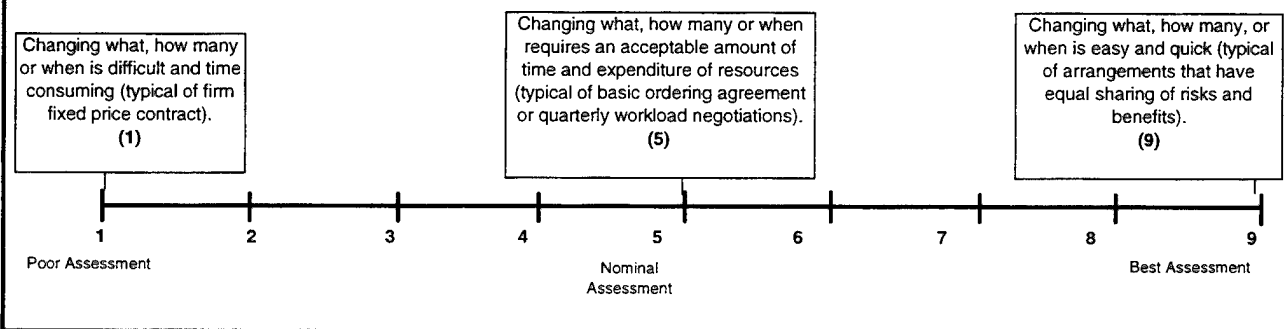 Changing what, how many
or when is difficult and time
consuming (typical of firm
fixed price contract).
(1)
Changing what, how many or when
requires an acceptable amount of
time and expenditure of resources
(typical of basic ordering agreement
or quarterly workload negotiations).
(5)
Changing what, how many, or
when is easy and quick (typical
of arrangements that have
equal sharing of risks and
benefits).
(9)
1 2 3 4 5 6 7 8 9
Poor Assessment
Nominal
Assessment
Best Assessment